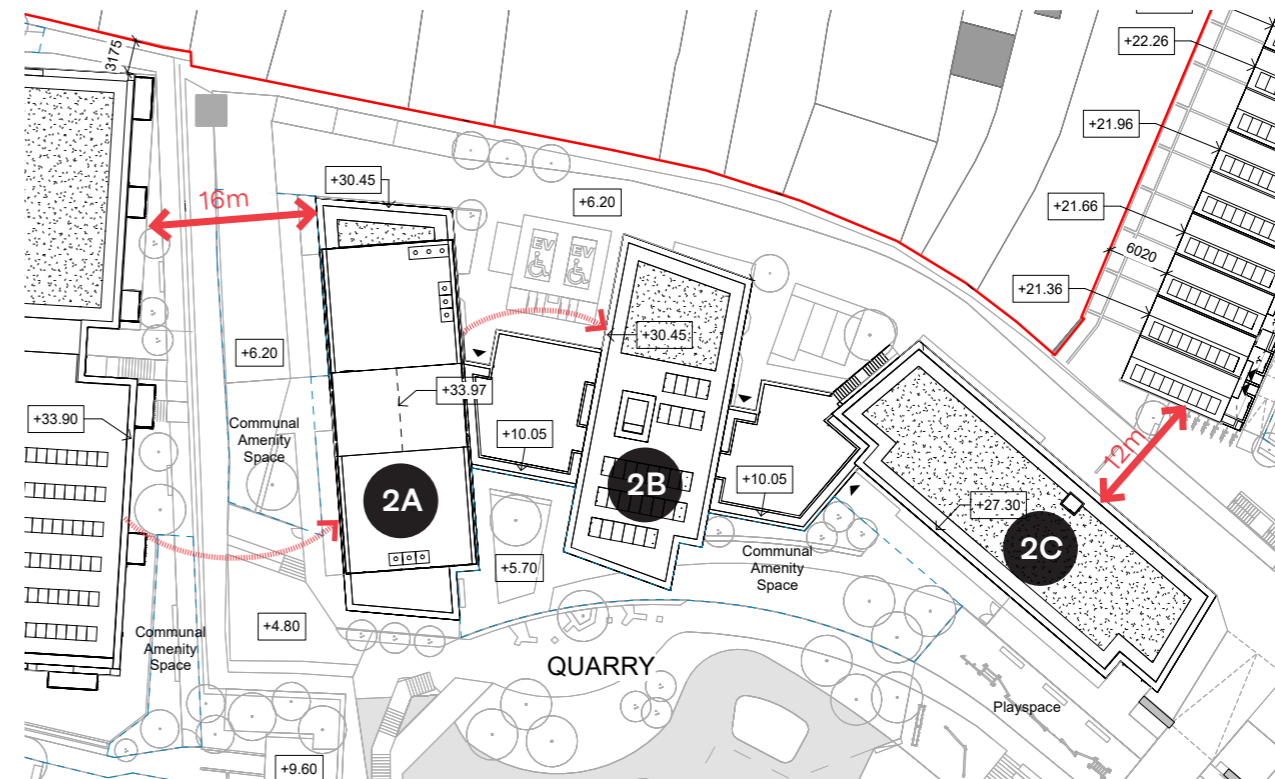 +22.26
3175
+21.96
+30.45
16m
+6.20
+21.66
EV
EV
6020
+21.36
+30.45
+6.20
+33.97
+33.90
Communal
Amenity
Space
+10.05
12m
2A
2B
+10.05
+27.30
2C
+5.70
Communal
Amenity
Space
+4.80
Communal
Amenity
Space
QUARRY
Playspace
+9.60